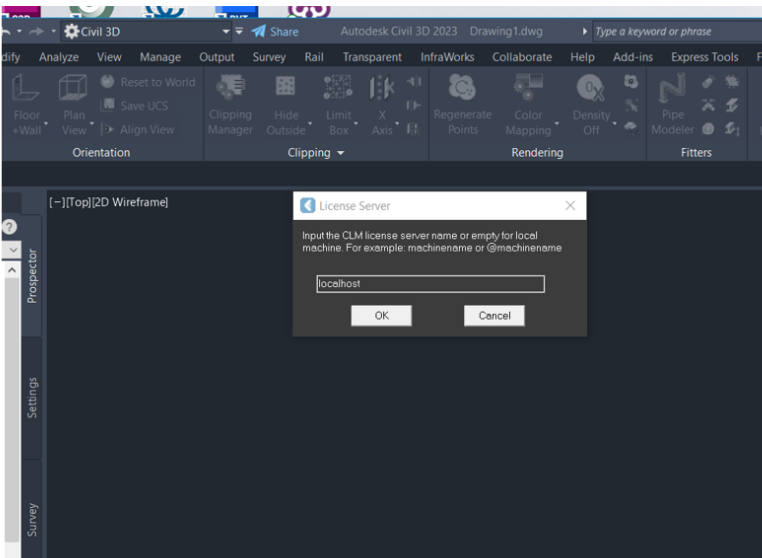 Civil 3D
Share
Autodesk Civil 3D 2023 Drawing1.dwg
Type a keyword or phrase
dify Analyze View Manage Output Survey Rail Transparent InfraWorks Collaborate Help Add-ins Express Tools
Reset to World
Save UCS
Align View
Floor
+Wall
Plan
View
Clipping
Manager
Hide
Outside
Limit
Box
X
Axis
Regenerate
Points
Color
Mapping
Density
Off
Pipe
Modeler
Orientation Clipping Rendering Fitters
[−][Top][2D Wireframe]
License Server
Input the CLM license server name or empty for local
machine. For example: machinename or @machinename
localhost
OK Cancel
Prospector
Settings
Survey